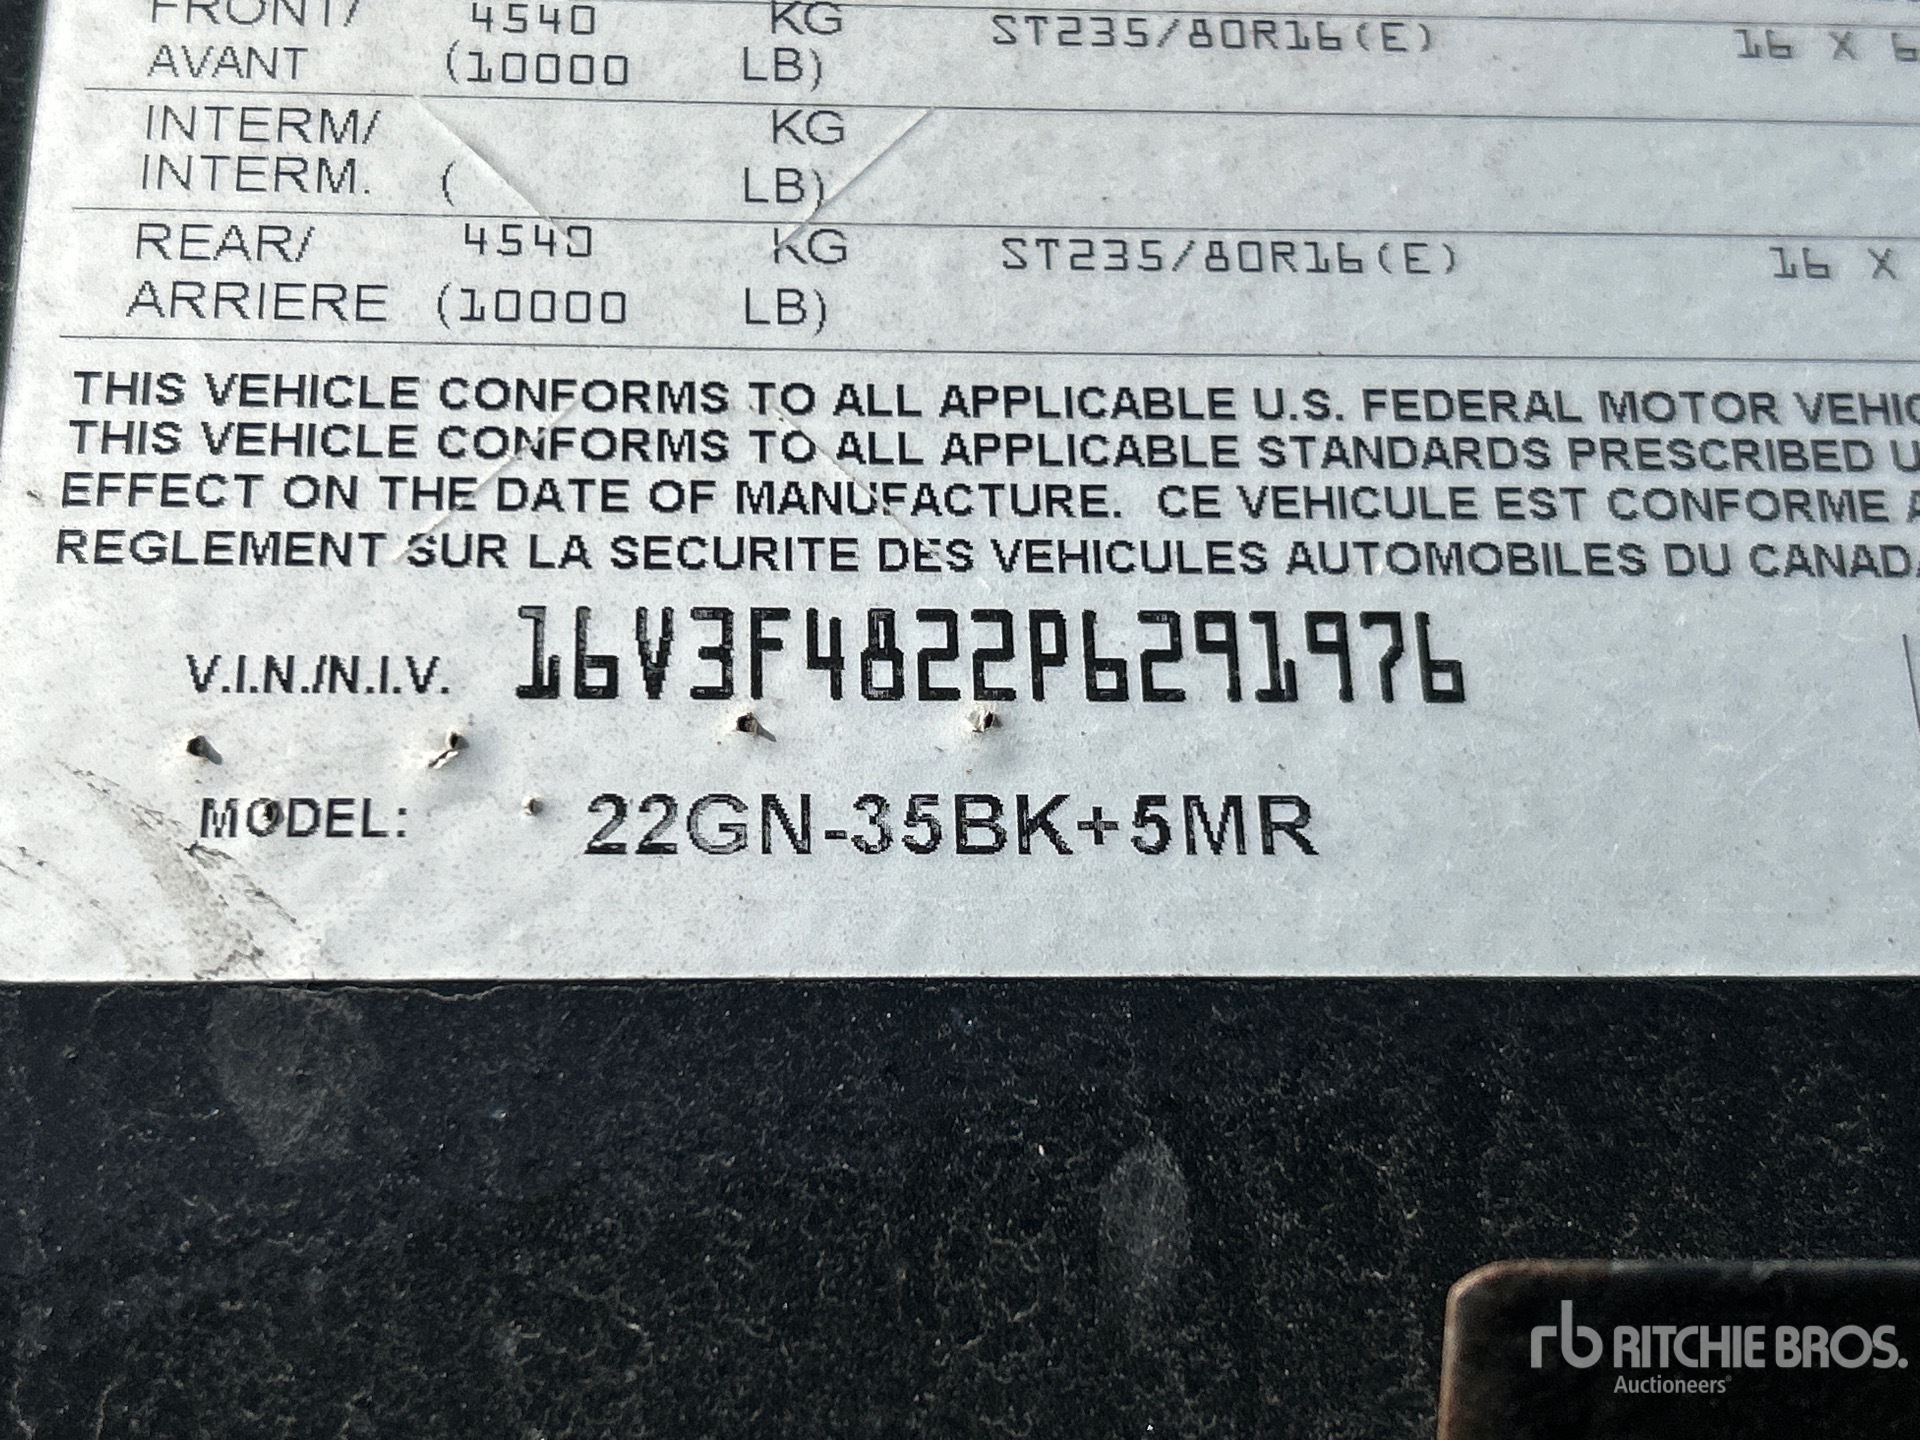 FRONT/ 4540 KG ST235/80R16(E) 16 X 6
AVANT (10000 LB)
INTERM/ KG
INTERM. ( LB)
REAR/ 4540 KG ST235/80R16(E) 16 X
ARRIERE (10000 LB)
THIS VEHICLE CONFORMS TO ALL APPLICABLE U.S. FEDERAL MOTOR VEHIC
THIS VEHICLE CONFORMS TO ALL APPLICABLE STANDARDS PRESCRIBED U
EFFECT ON THE DATE OF MANUFACTURE. CE VEHICULE EST CONFORME A
REGLEMENT SUR LA SECURITE DES VEHICULES AUTOMOBILES DU CANADA
V.I.N./N.I.V. 16V3F4822P6291976
MODEL: 22GN-35BK+5MR
rb RITCHIE BROS.
Auctioneers